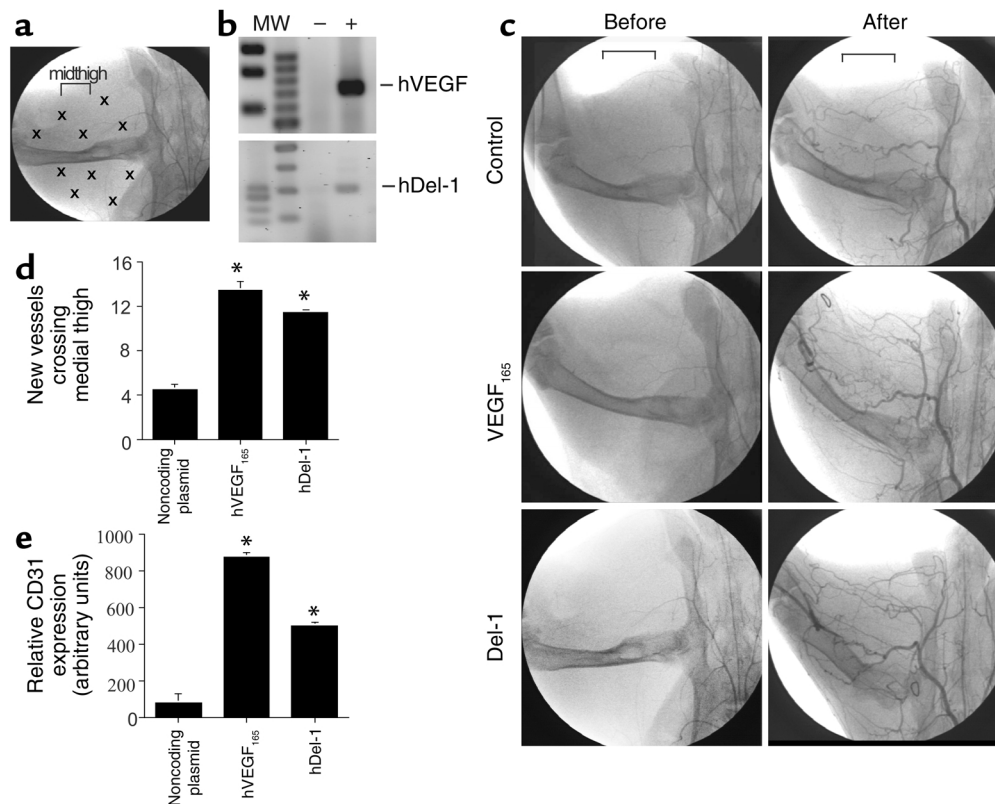 a
midthigh
x x x x x x x x x x
b
MW − +
hVEGF
hDel-1
c
Before After
Control
VEGF165
Del-1
d
New vessels
crossing
medial thigh
16
12
8
4
0
Noncoding
plasmid
hVEGF165
hDel-1
* *
e
Relative CD31
expression
(arbitrary units)
1000
800
600
400
200
0
Noncoding
plasmid
hVEGF165
hDel-1
* *